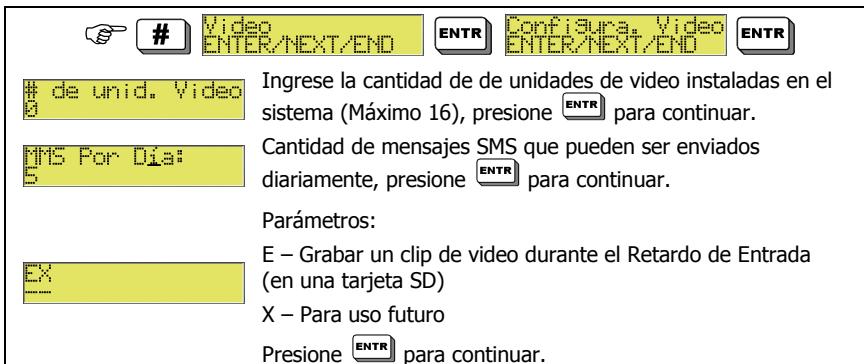 # Video ENTR Configura. Video ENTR
ENTER/NEXT/END ENTER/NEXT/END
# de unid. Video
0
Ingrese la cantidad de de unidades de video instaladas en el
sistema (Máximo 16), presione ENTR para continuar.
MMS Por Día:
5
Cantidad de mensajes SMS que pueden ser enviados
diariamente, presione ENTR para continuar.
Parámetros:
EX
E – Grabar un clip de video durante el Retardo de Entrada
(en una tarjeta SD)
X – Para uso futuro
Presione ENTR para continuar.